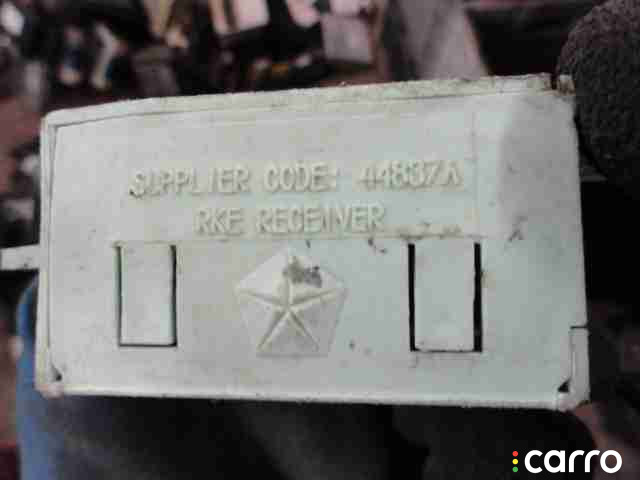 SUPPLIER CODE: 44837A
RKE RECEIVER
carro